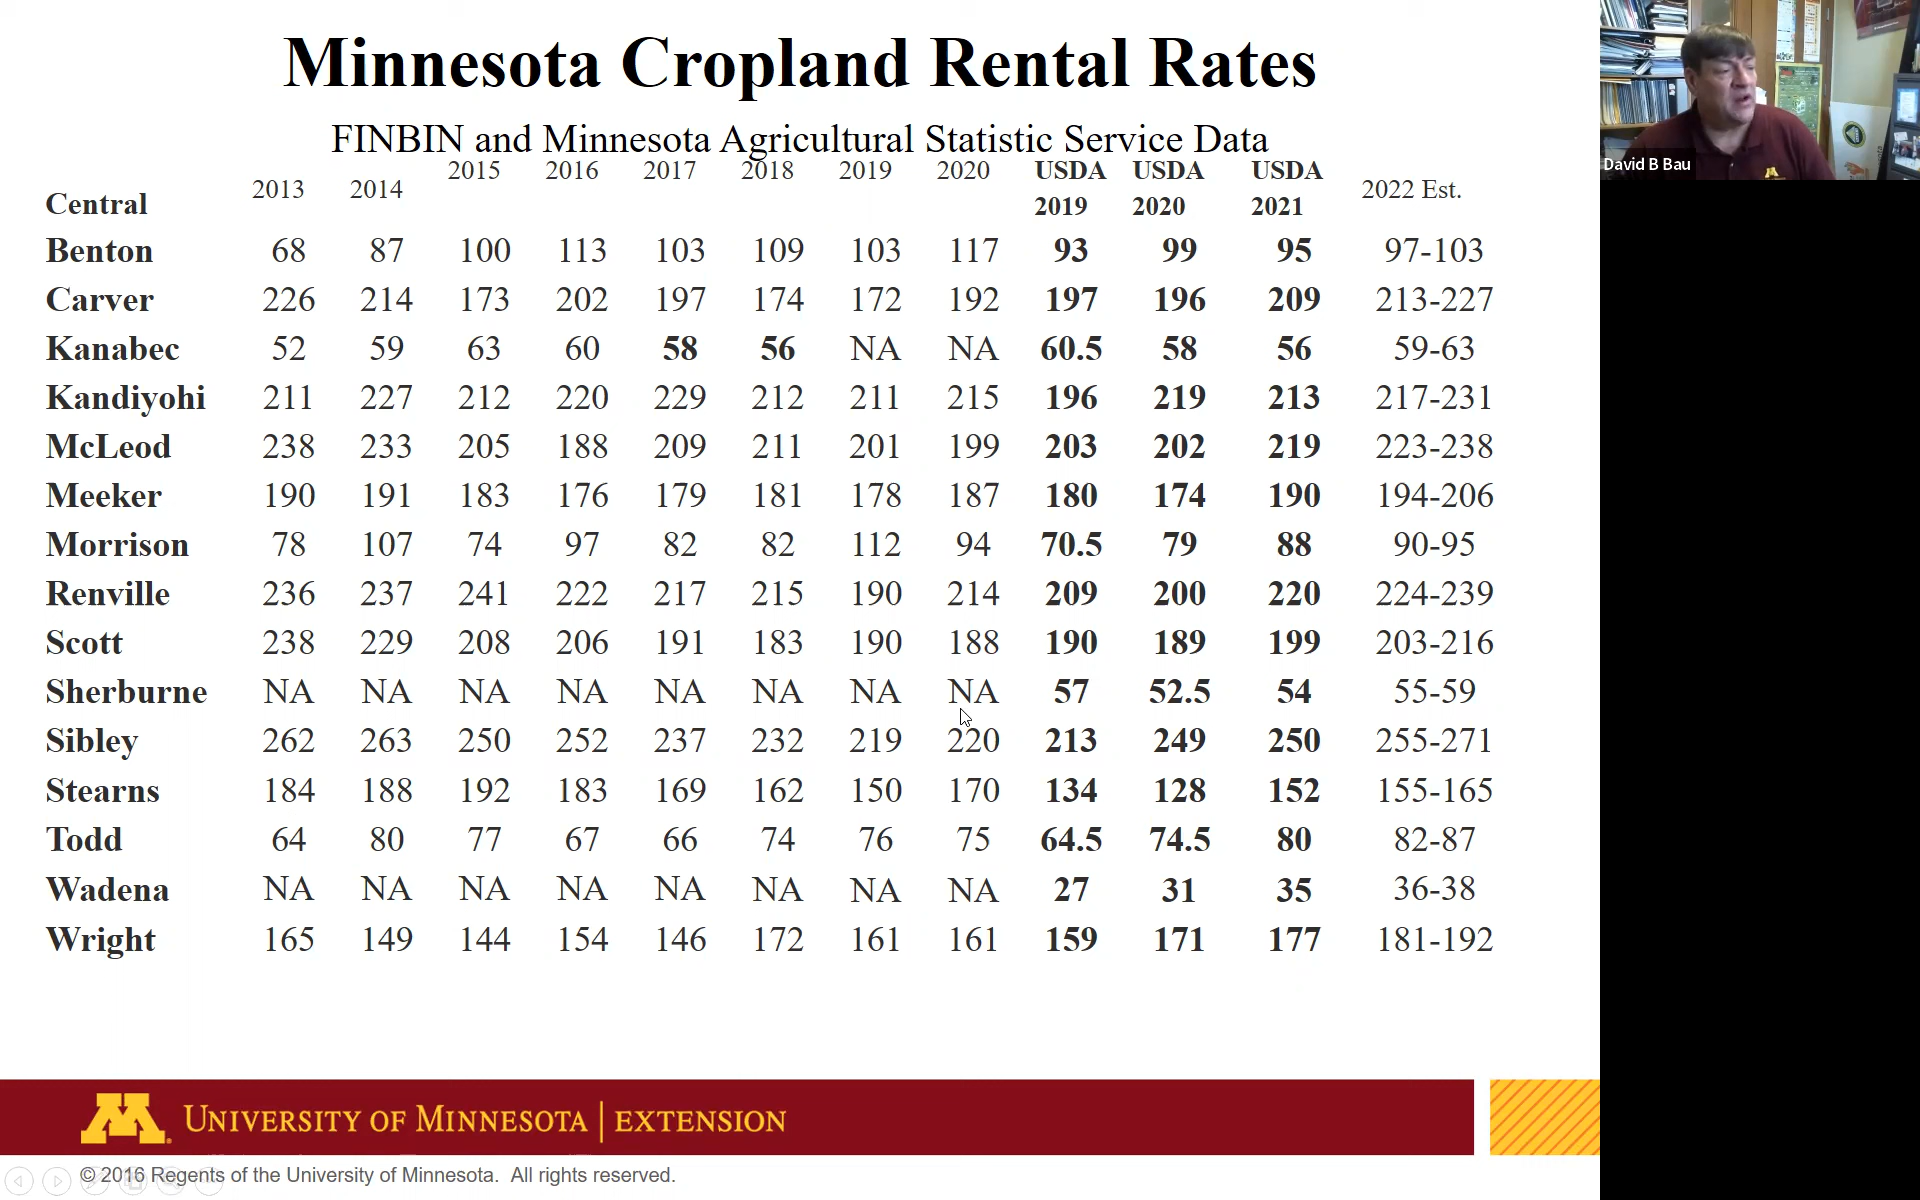 Minnesota Cropland Rental Rates
FINBIN and Minnesota Agricultural Statistic Service Data
Central 2013 2014 2015 2016 2017 2018 2019 2020 USDA 2019 USDA 2020 USDA 2021 2022 Est.
Benton 68 87 100 113 103 109 103 117 93 99 95 97-103
Carver 226 214 173 202 197 174 172 192 197 196 209 213-227
Kanabec 52 59 63 60 58 56 NA NA 60.5 58 56 59-63
Kandiyohi 211 227 212 220 229 212 211 215 196 219 213 217-231
McLeod 238 233 205 188 209 211 201 199 203 202 219 223-238
Meeker 190 191 183 176 179 181 178 187 180 174 190 194-206
Morrison 78 107 74 97 82 82 112 94 70.5 79 88 90-95
Renville 236 237 241 222 217 215 190 214 209 200 220 224-239
Scott 238 229 208 206 191 183 190 188 190 189 199 203-216
Sherburne NA NA NA NA NA NA NA NA 57 52.5 54 55-59
Sibley 262 263 250 252 237 232 219 220 213 249 250 255-271
Stearns 184 188 192 183 169 162 150 170 134 128 152 155-165
Todd 64 80 77 67 66 74 76 75 64.5 74.5 80 82-87
Wadena NA NA NA NA NA NA NA NA 27 31 35 36-38
Wright 165 149 144 154 146 172 161 161 159 171 177 181-192
UNIVERSITY OF MINNESOTA | EXTENSION
© 2016 Regents of the University of Minnesota. All rights reserved.
David B Bau